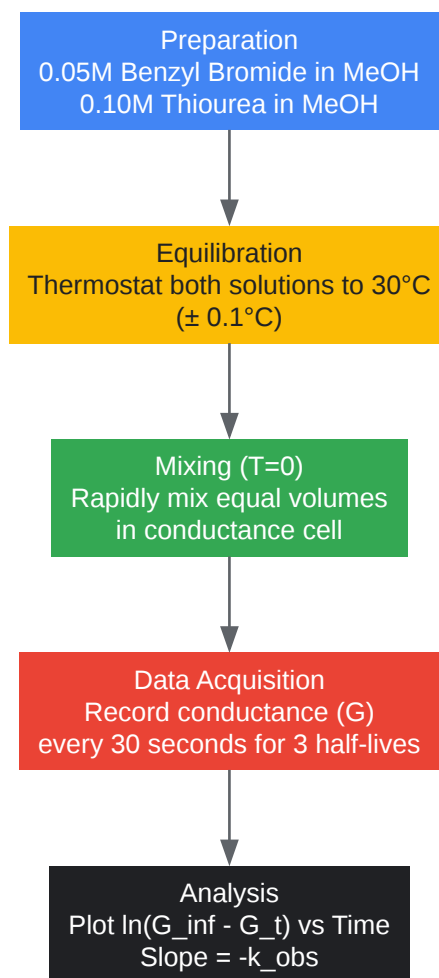 Preparation
0.05M Benzyl Bromide in MeOH
0.10M Thiourea in MeOH
Equilibration
Thermostat both solutions to 30°C
(± 0.1°C)
Mixing (T=0)
Rapidly mix equal volumes
in conductance cell
Data Acquisition
Record conductance (G)
every 30 seconds for 3 half-lives
Analysis
Plot ln(G_inf - G_t) vs Time
Slope = -k_obs